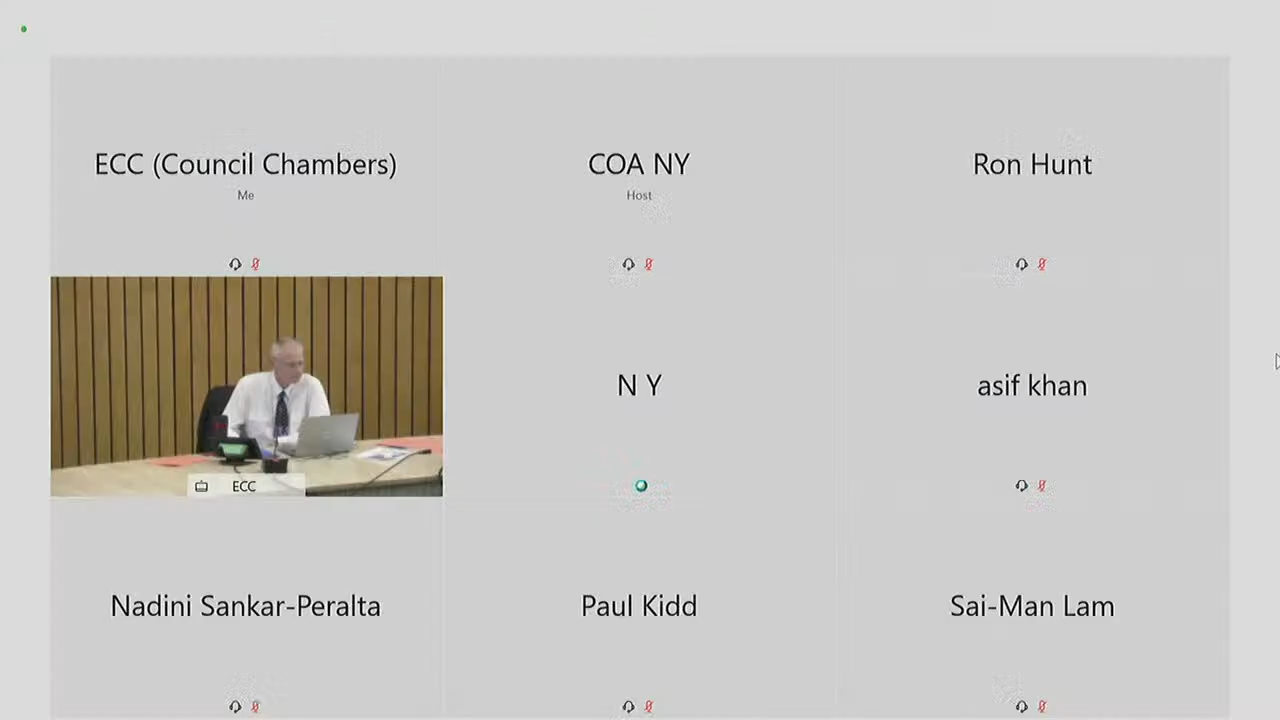 ECC (Council Chambers)
Me
COA NY
Host
Ron Hunt
ECC
N Y
asif khan
Nadini Sankar-Peralta
Paul Kidd
Sai-Man Lam